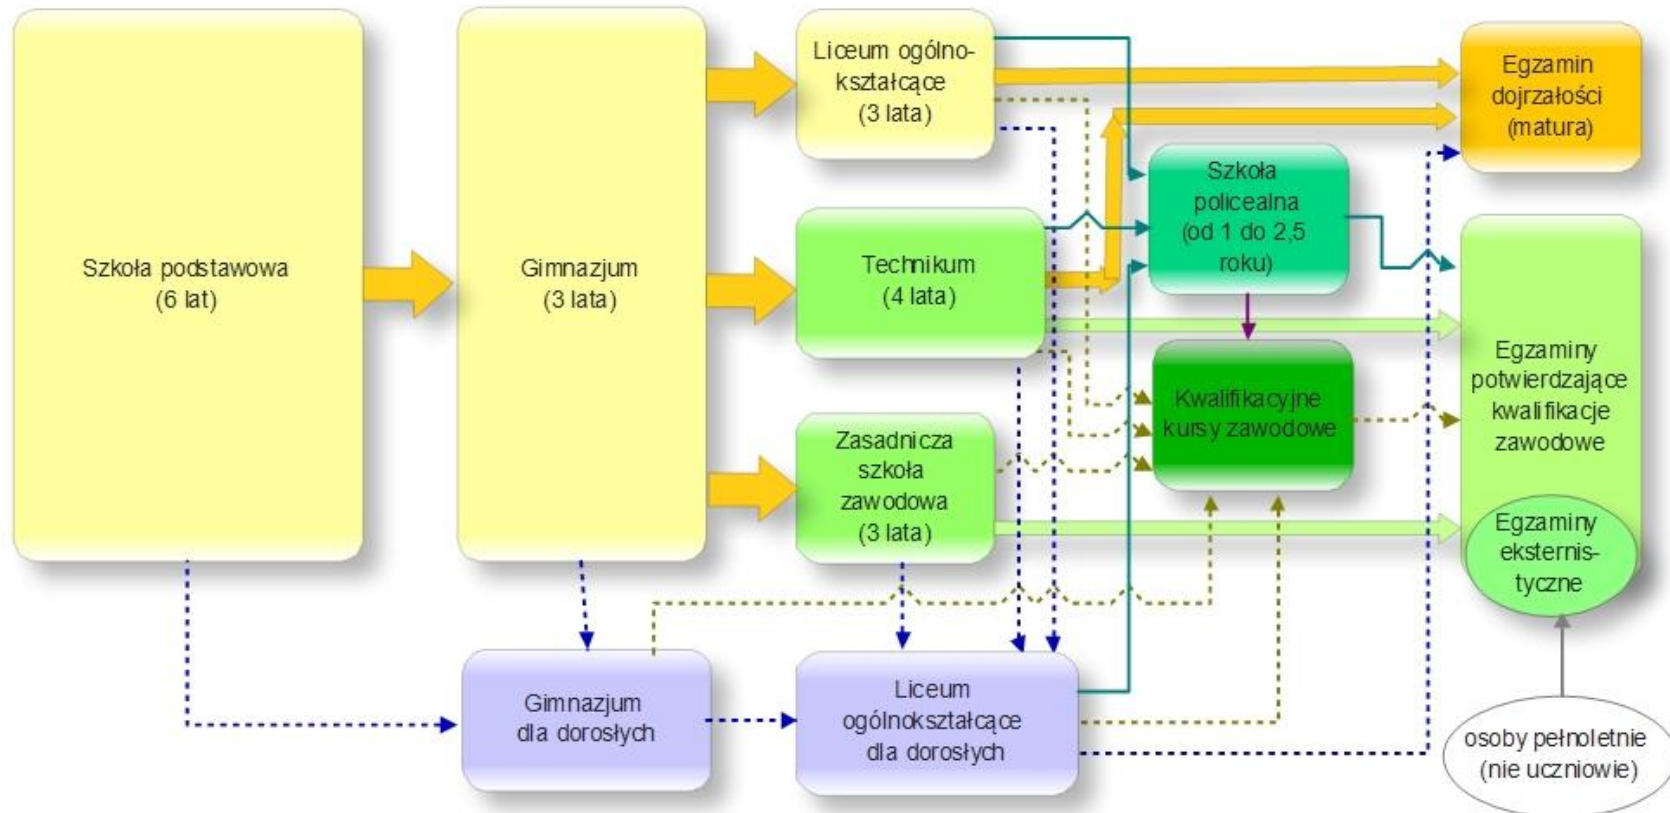 Szkoła podstawowa
(6 lat)
Gimnazjum
(3 lata)
Liceum ogólno-
kształcące
(3 lata)
Technikum
(4 lata)
Zasadnicza
szkoła
zawodowa
(3 lata)
Szkoła
policealna
(od 1 do 2,5
roku)
Kwalifikacyjne
kursy zawodowe
Egzamin
dojrzałości
(matura)
Egzaminy
potwierdzające
kwalifikacje
zawodowe
Egzaminy
eksternis-
tyczne
Gimnazjum
dla dorosłych
Liceum
ogólnokształcące
dla dorosłych
osoby pełnoletnie
(nie uczniowie)